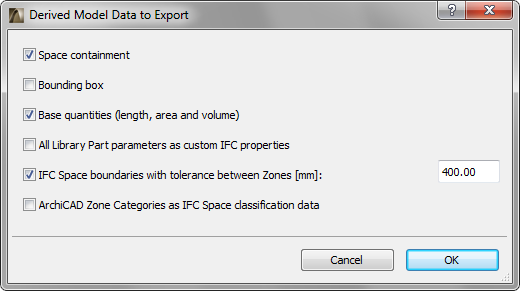 Derived Model Data to Export
Space containment
Bounding box
Base quantities (length, area and volume)
All Library Part parameters as custom IFC properties
IFC Space boundaries with tolerance between Zones [mm]: 400.00
ArchiCAD Zone Categories as IFC Space classification data
Cancel OK